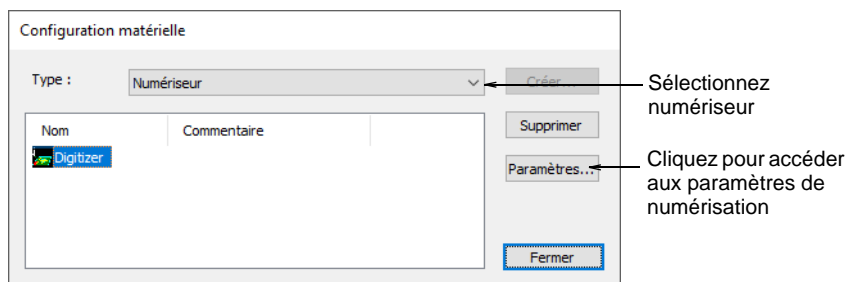 Configuration matérielle
Type :
Numériseur
Créer...
Sélectionnez
numériseur
Nom
Commentaire
Supprimer
Digitizer
Paramètres...
Cliquez pour accéder
aux paramètres de
numérisation
Fermer